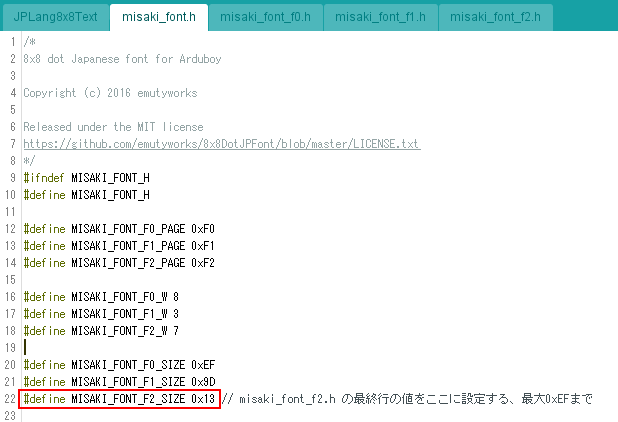 JPLang8x8Text misaki_font.h misaki_font_f0.h misaki_font_f1.h misaki_font_f2.h
1 /*
2 8x8 dot Japanese font for Arduboy
3
4 Copyright (c) 2016 emutyworks
5
6 Released under the MIT license
7 https://github.com/emutyworks/8x8DotJPFont/blob/master/LICENSE.txt
8 */
9 #ifndef MISAKI_FONT_H
10 #define MISAKI_FONT_H
11
12 #define MISAKI_FONT_F0_PAGE 0xF0
13 #define MISAKI_FONT_F1_PAGE 0xF1
14 #define MISAKI_FONT_F2_PAGE 0xF2
15
16 #define MISAKI_FONT_F0_W 8
17 #define MISAKI_FONT_F1_W 3
18 #define MISAKI_FONT_F2_W 7
19
20 #define MISAKI_FONT_F0_SIZE 0xEF
21 #define MISAKI_FONT_F1_SIZE 0x9D
22 #define MISAKI_FONT_F2_SIZE 0x13 // misaki_font_f2.h の最終行の値をここに設定する、最大0xEFまで
23